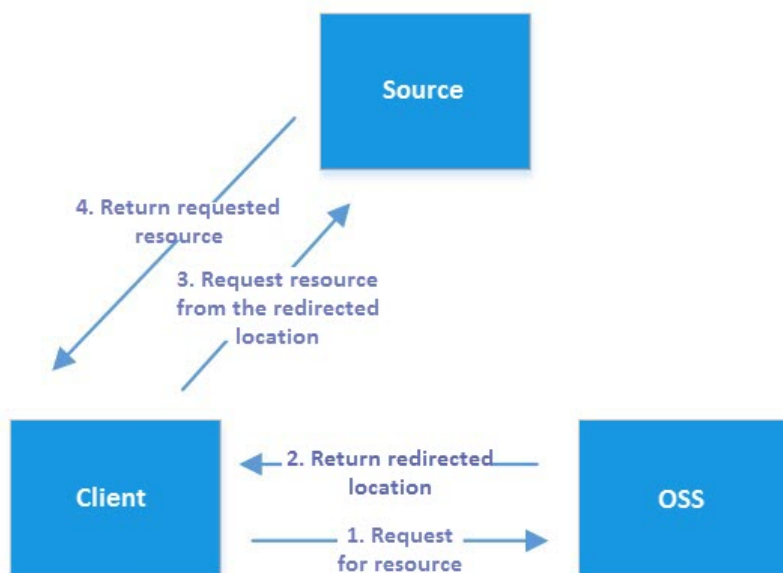 Source
4. Return requested
resource
3. Request resource
from the redirected
location
2. Return redirected
location
Client
OSS
1. Request
for resource